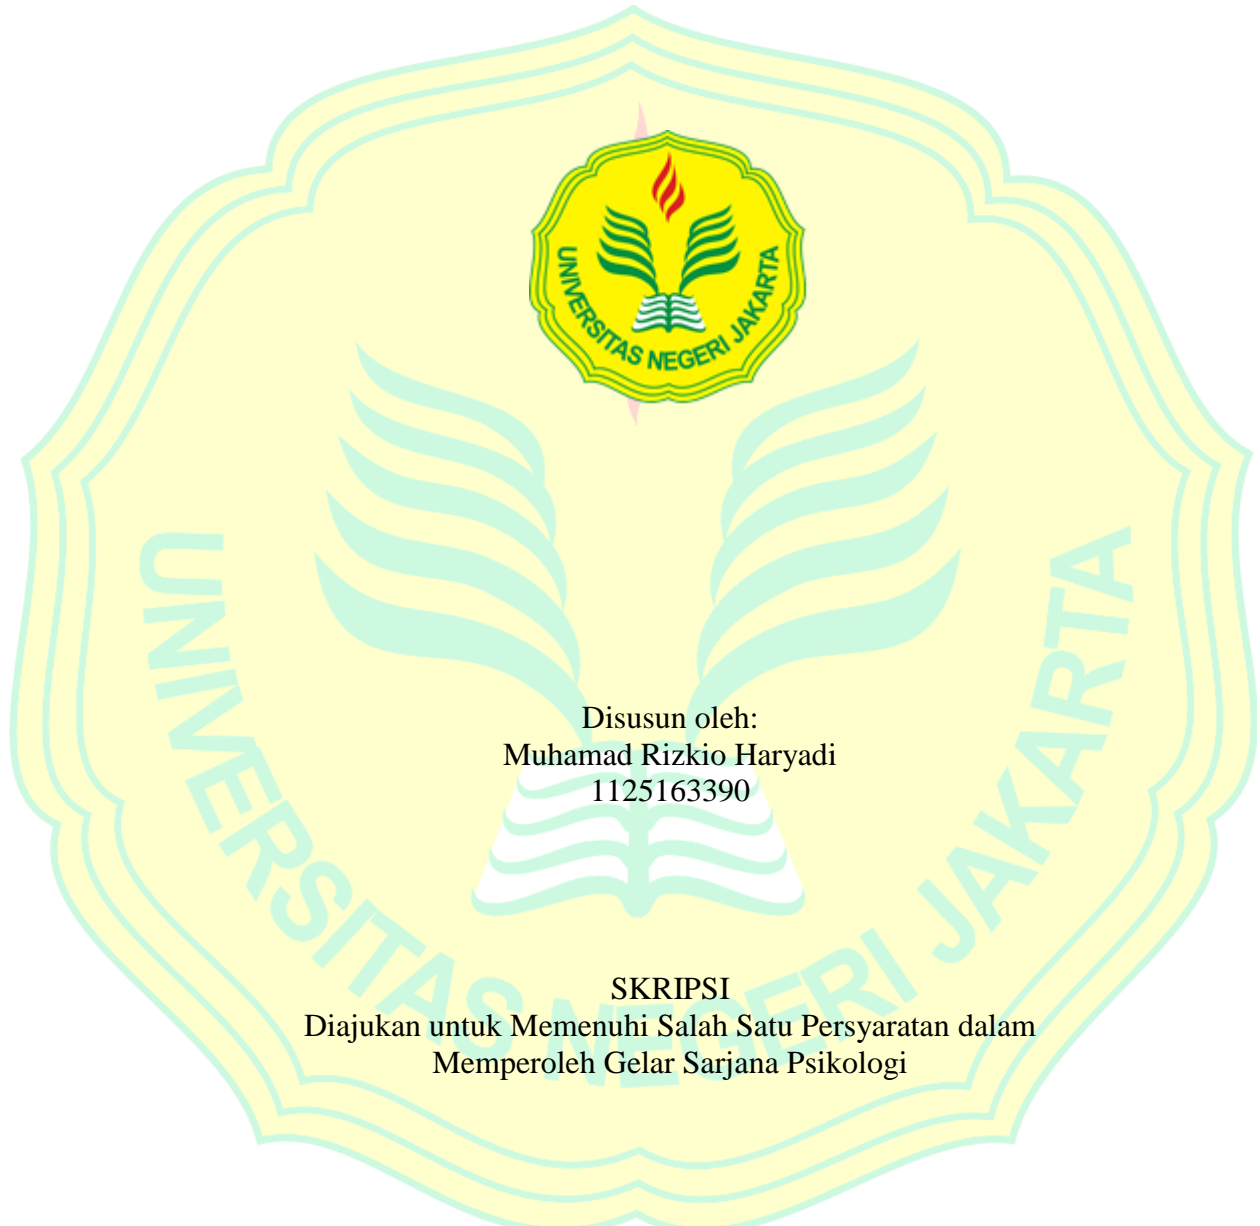 UNIVERSITAS NEGERI JAKARTA
Disusun oleh:
Muhamad Rizkio Haryadi
1125163390
SKRIPSI
Diajukan untuk Memenuhi Salah Satu Persyaratan dalam
Memperoleh Gelar Sarjana Psikologi
UNIVERSITAS NEGERI JAKARTA